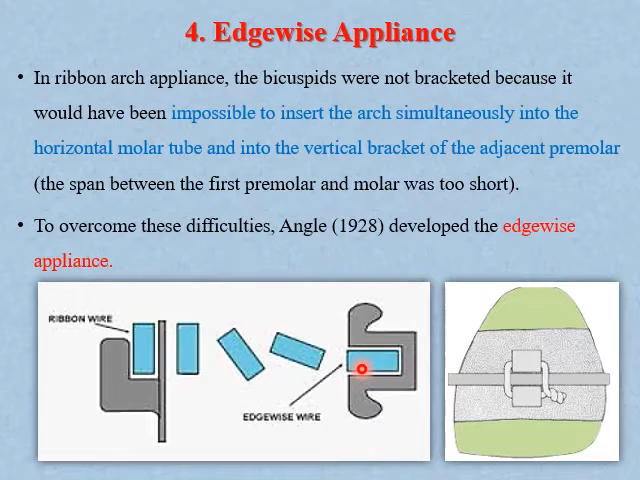 4. Edgewise Appliance
• In ribbon arch appliance, the bicuspids were not bracketed because it
would have been impossible to insert the arch simultaneously into the
horizontal molar tube and into the vertical bracket of the adjacent premolar
(the span between the first premolar and molar was too short).
• To overcome these difficulties, Angle (1928) developed the edgewise
appliance.
RIBBON WIRE
EDGEWISE WIRE